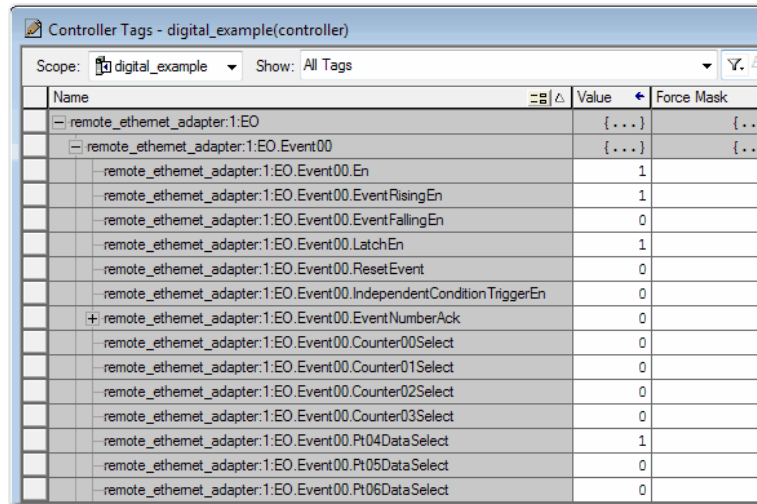 Controller Tags - digital_example(controller)
Scope: digital_example Show: All Tags
Name Value Force Mask
remote_ethernet_adapter:1:EO {...} {..
remote_ethernet_adapter:1:EO.Event00 {...} {..
remote_ethernet_adapter:1:EO.Event00.En 1
remote_ethernet_adapter:1:EO.Event00.EventRisingEn 1
remote_ethernet_adapter:1:EO.Event00.EventFallingEn 0
remote_ethernet_adapter:1:EO.Event00.LatchEn 1
remote_ethernet_adapter:1:EO.Event00.ResetEvent 0
remote_ethernet_adapter:1:EO.Event00.IndependentConditionTriggerEn 0
remote_ethernet_adapter:1:EO.Event00.EventNumberAck 0
remote_ethernet_adapter:1:EO.Event00.Counter00Select 0
remote_ethernet_adapter:1:EO.Event00.Counter01Select 0
remote_ethernet_adapter:1:EO.Event00.Counter02Select 0
remote_ethernet_adapter:1:EO.Event00.Counter03Select 0
remote_ethernet_adapter:1:EO.Event00.Pt04DataSelect 1
remote_ethernet_adapter:1:EO.Event00.Pt05DataSelect 0
remote_ethernet_adapter:1:EO.Event00.Pt06DataSelect 0